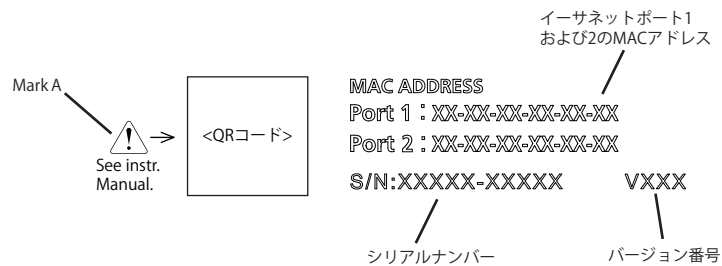 イーサネットポート1
および2のMACアドレス
Mark A
MAC ADDRESS
Port 1：XX-XX-XX-XX-XX-XX
<QRコード>
Port 2：XX-XX-XX-XX-XX-XX
See instr.
Manual.
S/N:XXXXX-XXXXX VXXX
シリアルナンバー
バージョン番号